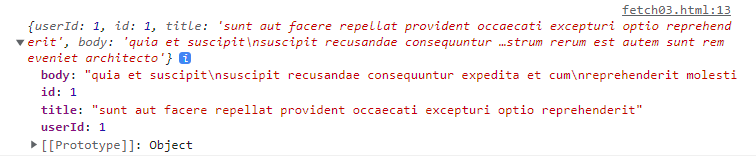 fetch03.html:13
{userId: 1, id: 1, title: 'sunt aut facere repellat provident occaecati excepturi optio reprehend
erit', body: 'quia et suscipit\nsuscipit recusandae consequuntur …strum rerum est autem sunt rem
eveniet architecto'} i
body: "quia et suscipit\nsuscipit recusandae consequuntur expedita et cum\nreprehenderit molesti
id: 1
title: "sunt aut facere repellat provident occaecati excepturi optio reprehenderit"
userId: 1
[[Prototype]]: Object